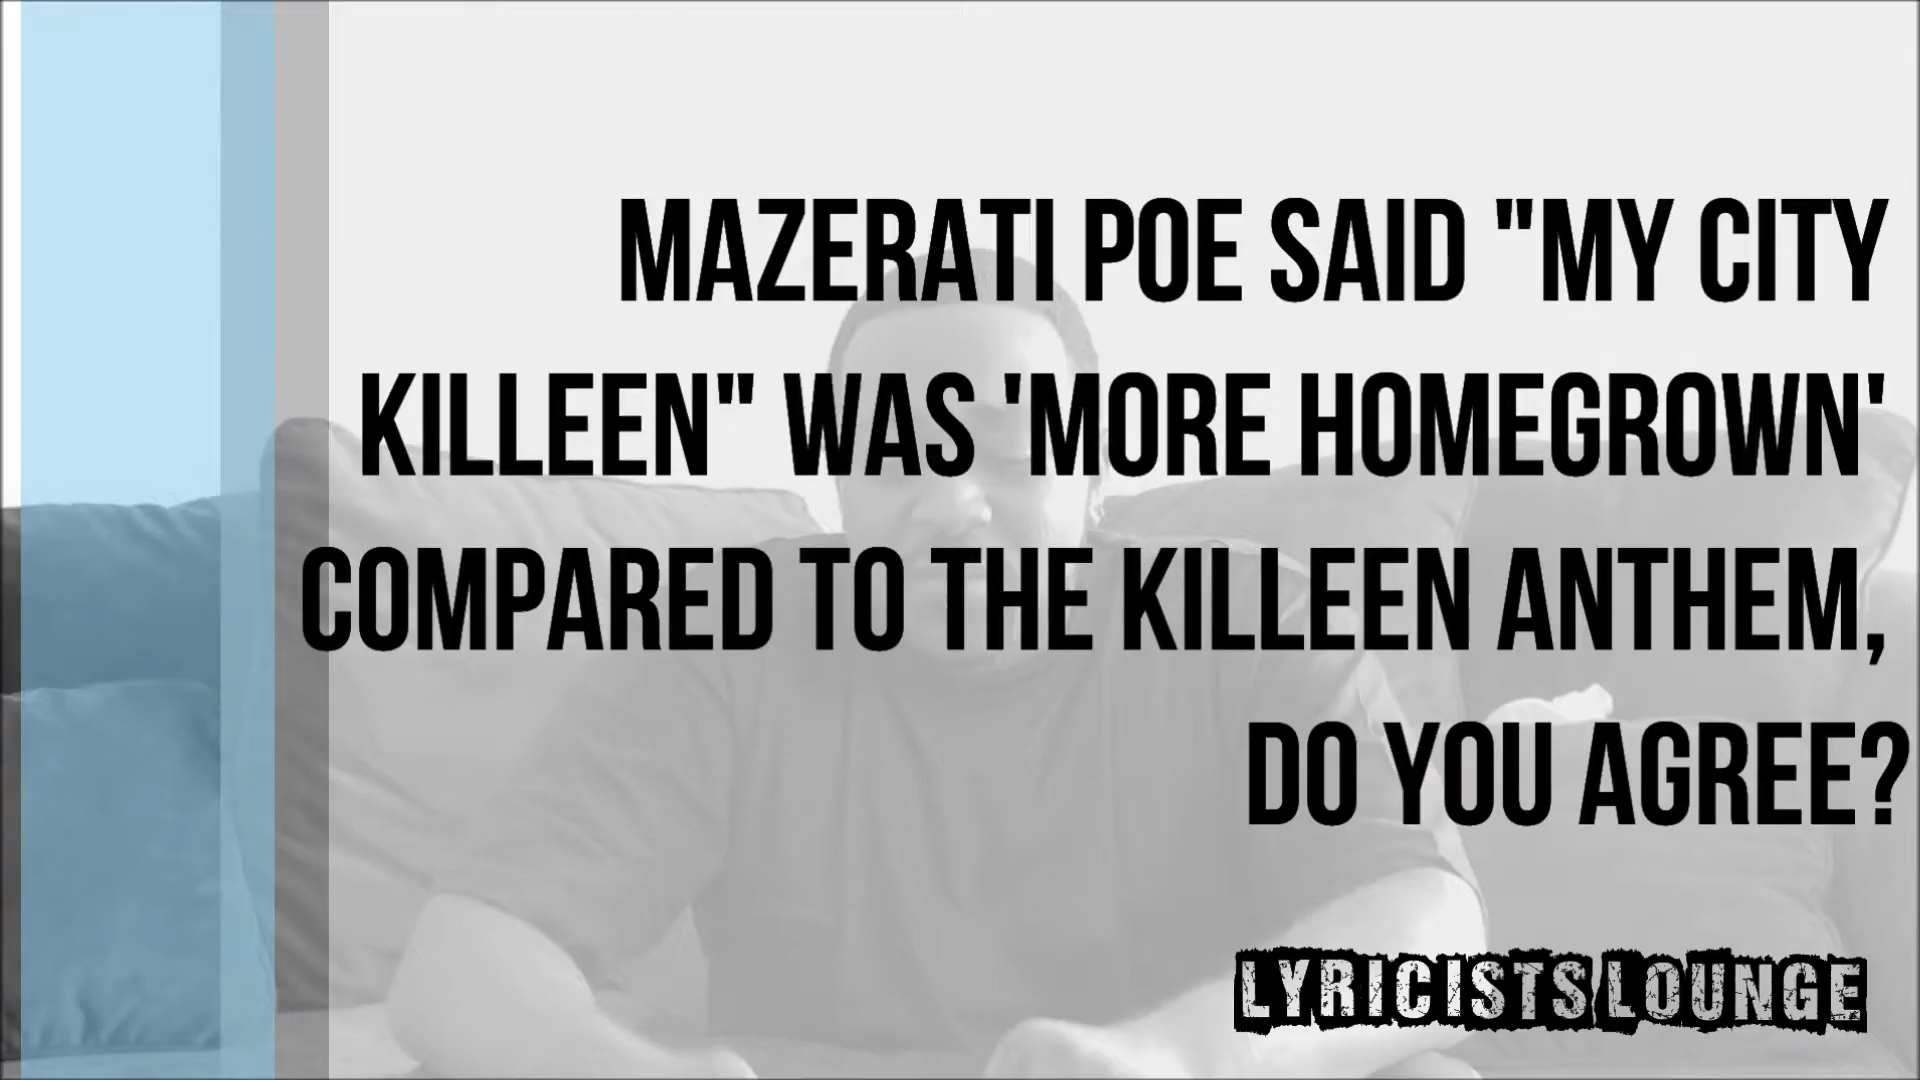 MAZERATI POE SAID "MY CITY
KILLEEN" WAS 'MORE HOMEGROWN'
COMPARED TO THE KILLEEN ANTHEM,
DO YOU AGREE?
LYRICISTS LOUNGE